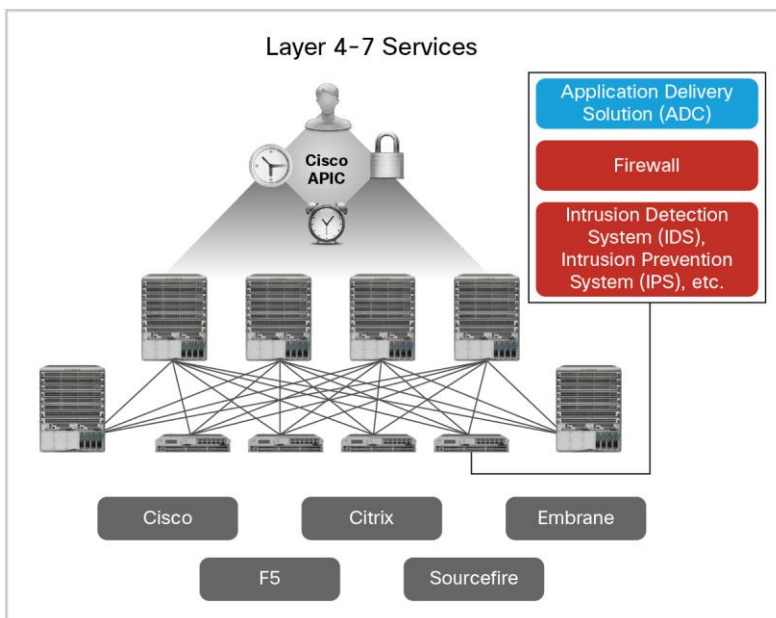 Layer 4-7 Services
Cisco
APIC
Application Delivery
Solution (ADC)
Firewall
Intrusion Detection
System (IDS),
Intrusion Prevention
System (IPS), etc.
Cisco
Citrix
Embrane
F5
Sourcefire